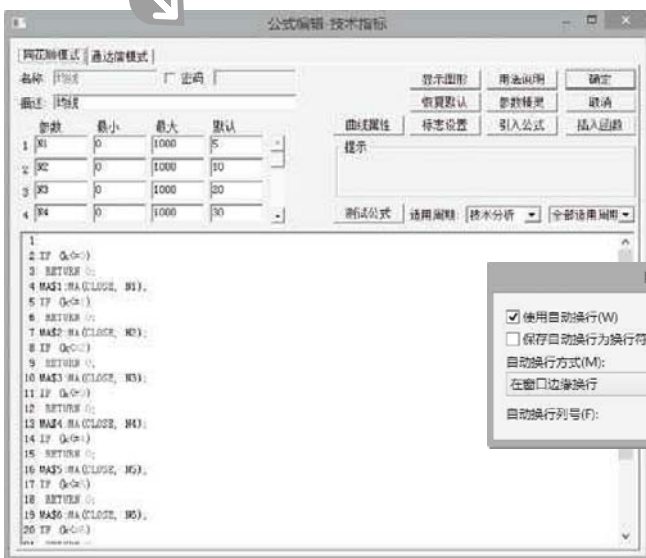 公式编辑-技术指标
同花顺模式 通达信模式
名称 均线 密码
描述: 均线
显示图形 用法说明 确定
恢复默认 参数精灵 取消
曲线属性 标志设置 引入公式 插入函数
参数 最小 最大 默认
提示
1 N1 0 1000 5
2 N2 0 1000 10
3 N3 0 1000 20
4 N4 0 1000 30
测试公式 适用周期: 技术分析 全部适用周期
1
2 IF
3 RETURN
4 MA$1:MA(CLOSE, N1);
5 IF
6 RETURN
7 MA$2:MA(CLOSE, N2);
8 IF
9 RETURN
10 MA$3:MA(CLOSE, N3);
11 IF
12 RETURN
13 MA$4:MA(CLOSE, N4);
14 IF
15 RETURN
16 MA$5:MA(CLOSE, N5);
17 IF
18 RETURN
19 MA$6:MA(CLOSE, N6);
20 IF
使用自动换行(W)
保存自动换行为换行符
自动换行方式(M):
在窗口边缘换行
自动换行列号(F):